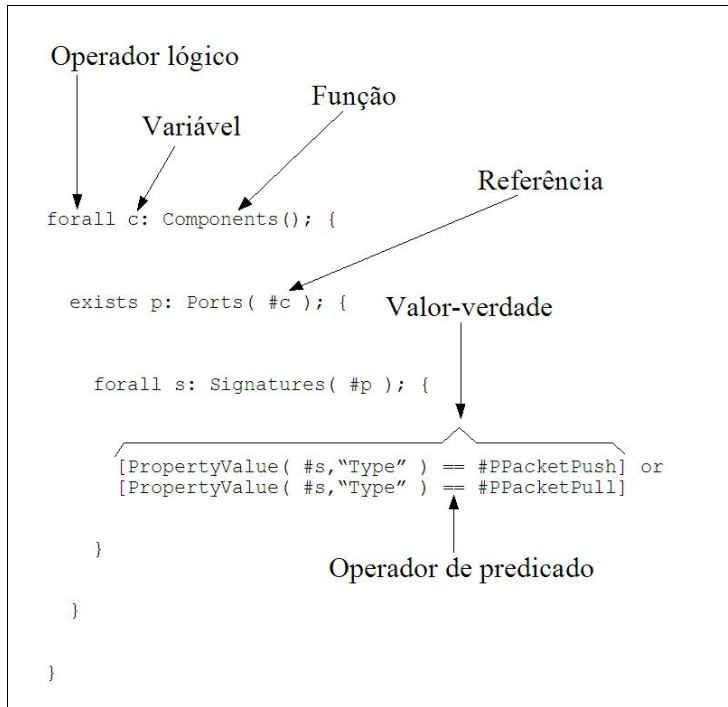 Operador lógico
Função
Variável
Referência
forall c: Components(); {
exists p: Ports( #c ); {
Valor-verdade
forall s: Signatures( #p ); {
[PropertyValue( #s,“Type” ) == #PPacketPush] or
[PropertyValue( #s,“Type” ) == #PPacketPull]
}
Operador de predicado
}
}